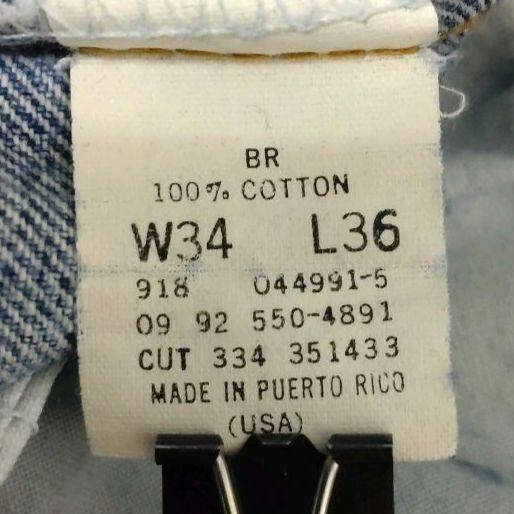 BR
100% COTTON
W34 L36
918 044991-5
09 92 550-4891
CUT 334 351433
MADE IN PUERTO RICO
(USA)